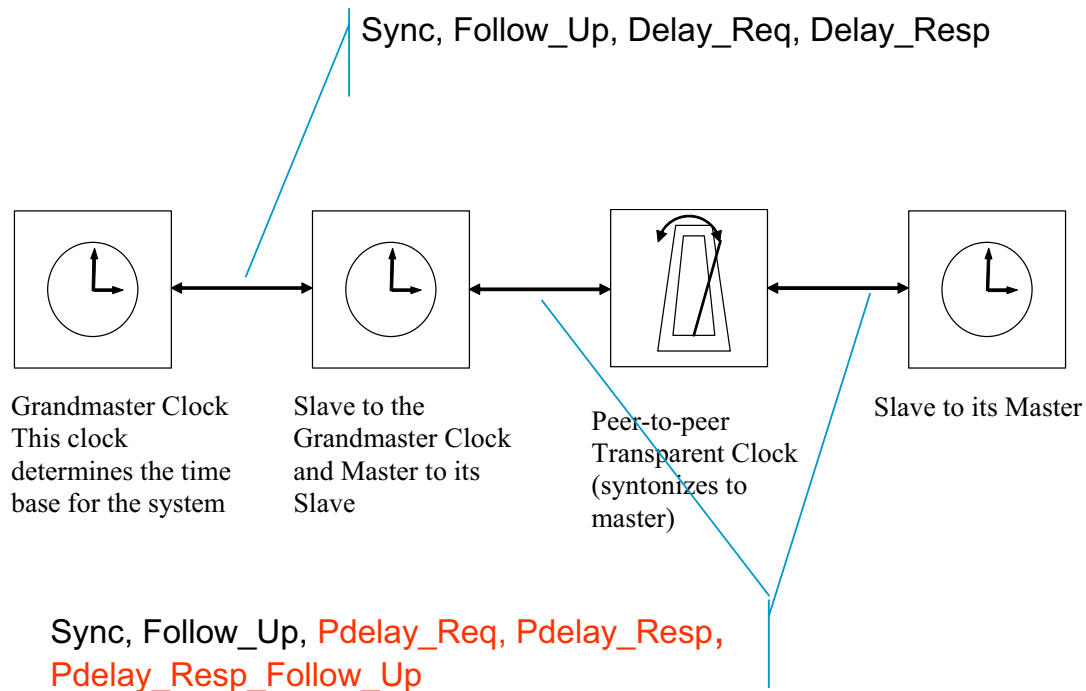 Sync, Follow_Up, Delay_Req, Delay_Resp
Grandmaster Clock
This clock
determines the time
base for the system
Slave to the
Grandmaster Clock
and Master to its
Slave
Peer-to-peer
Transparent Clock
(syntonizes to
master)
Slave to its Master
Sync, Follow_Up, Pdelay_Req, Pdelay_Resp,
Pdelay_Resp_Follow_Up